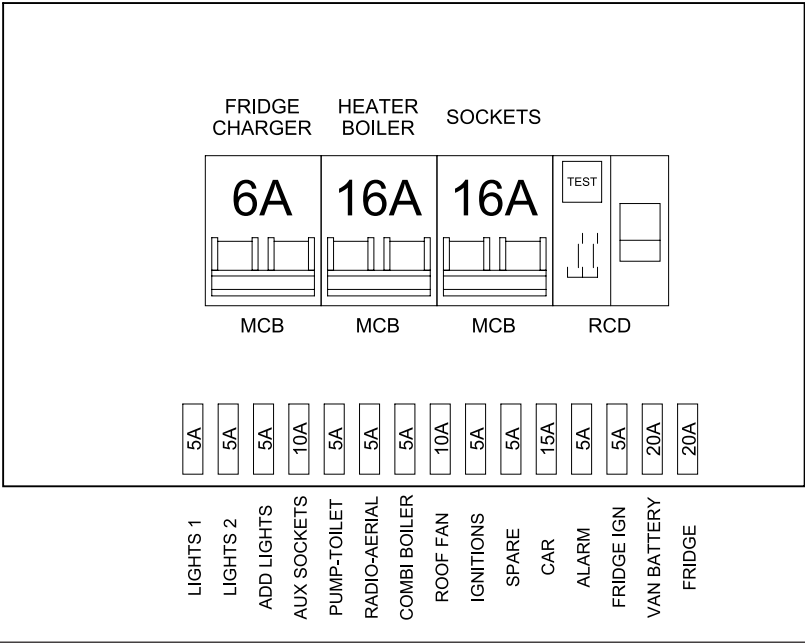 FRIDGE
CHARGER
HEATER
BOILER
SOCKETS
6A
16A
16A
TEST
MCB
MCB
MCB
RCD
5A
5A
5A
10A
5A
5A
5A
10A
5A
5A
15A
5A
5A
20A
20A
LIGHTS 1
LIGHTS 2
ADD LIGHTS
AUX SOCKETS
PUMP-TOILET
RADIO-AERIAL
COMBI BOILER
ROOF FAN
IGNITIONS
SPARE
CAR
ALARM
FRIDGE IGN
VAN BATTERY
FRIDGE